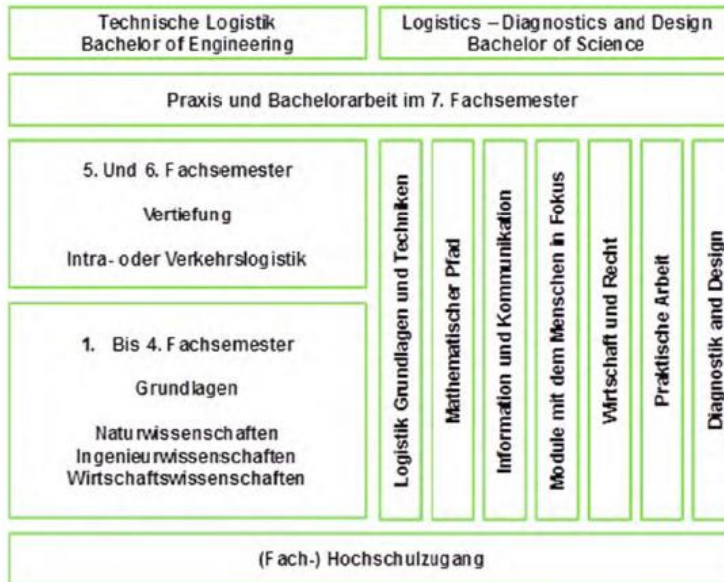 Technische Logistik
Bachelor of Engineering
Logistics – Diagnostics and Design
Bachelor of Science
Praxis und Bachelorarbeit im 7. Fachsemester
5. Und 6. Fachsemester
Vertiefung
Intra- oder Verkehrslogistik
1. Bis 4. Fachsemester
Grundlagen
Naturwissenschaften
Ingenieurwissenschaften
Wirtschaftswissenschaften
Logistik Grundlagen und Techniken
Mathematischer Pfad
Information und Kommunikation
Module mit dem Menschen in Fokus
Wirtschaft und Recht
Praktische Arbeit
Diagnostik and Design
(Fach-) Hochschulzugang